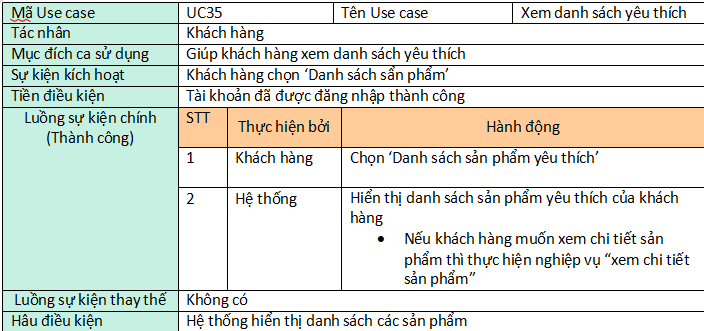 Mã Use case UC35 Tên Use case Xem danh sách yêu thích
Tác nhân Khách hàng
Mục đích ca sử dụng Giúp khách hàng xem danh sách yêu thích
Sự kiện kích hoạt Khách hàng chọn ‘Danh sách sẩn phẩm’
Tiền điều kiện Tài khoản đã được đăng nhập thành công
Luồng sự kiện chính
(Thành công)
STT Thực hiện bởi Hành động
1 Khách hàng Chọn ‘Danh sách sản phẩm yêu thích’
2 Hệ thống Hiển thị danh sách sản phẩm yêu thích của khách
hàng
• Nếu khách hàng muốn xem chi tiết sản
phẩm thì thực hiện nghiệp vụ “xem chi tiết
sản phẩm”
Luồng sự kiện thay thế Không có
Hâu điều kiện Hệ thống hiển thị danh sách các sản phẩm